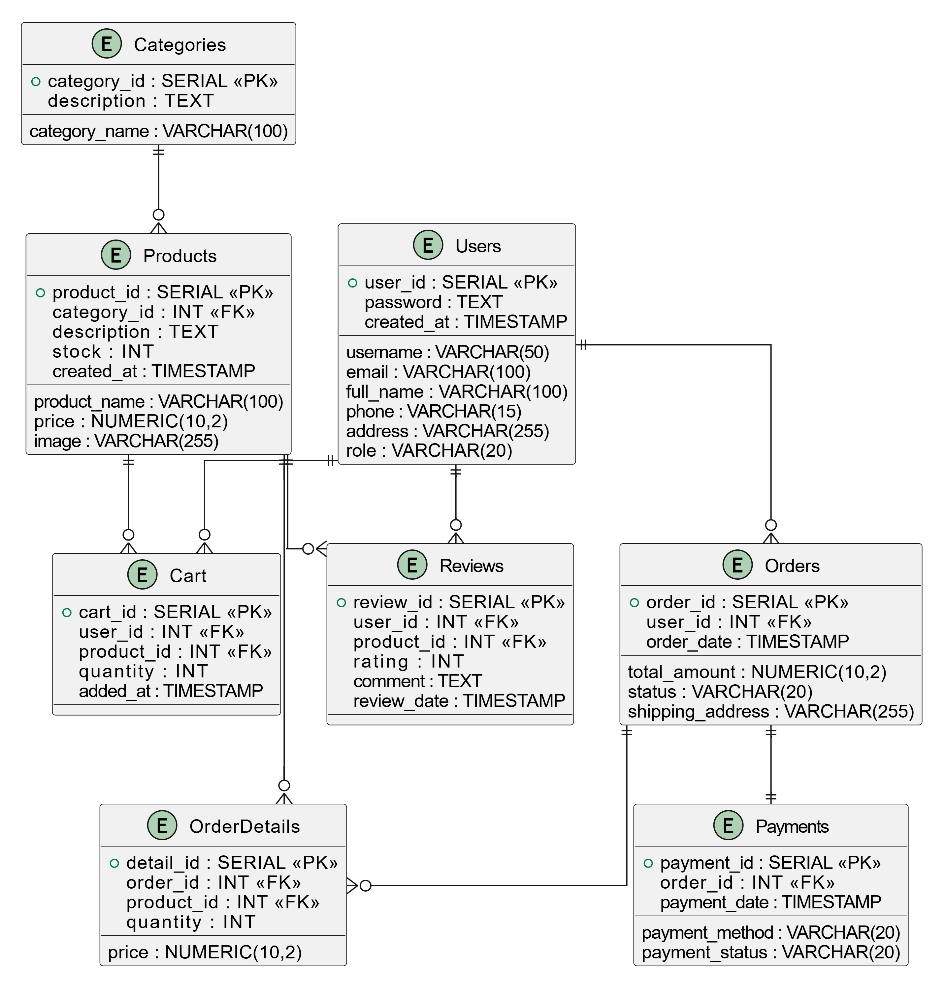 E Categories
category_id : SERIAL «PK»
description : TEXT
category_name : VARCHAR(100)
E Products
product_id : SERIAL «PK»
category_id : INT «FK»
description : TEXT
stock : INT
created_at : TIMESTAMP
product_name : VARCHAR(100)
price : NUMERIC(10,2)
image : VARCHAR(255)
E Users
user_id : SERIAL «PK»
password : TEXT
created_at : TIMESTAMP
username : VARCHAR(50)
email : VARCHAR(100)
full_name : VARCHAR(100)
phone : VARCHAR(15)
address : VARCHAR(255)
role : VARCHAR(20)
E Cart
cart_id : SERIAL «PK»
user_id : INT «FK»
product_id : INT «FK»
quantity : INT
added_at : TIMESTAMP
E Reviews
review_id : SERIAL «PK»
user_id : INT «FK»
product_id : INT «FK»
rating : INT
comment : TEXT
review_date : TIMESTAMP
E Orders
order_id : SERIAL «PK»
user_id : INT «FK»
order_date : TIMESTAMP
total_amount : NUMERIC(10,2)
status : VARCHAR(20)
shipping_address : VARCHAR(255)
E OrderDetails
detail_id : SERIAL «PK»
order_id : INT «FK»
product_id : INT «FK»
quantity : INT
price : NUMERIC(10,2)
E Payments
payment_id : SERIAL «PK»
order_id : INT «FK»
payment_date : TIMESTAMP
payment_method : VARCHAR(20)
payment_status : VARCHAR(20)